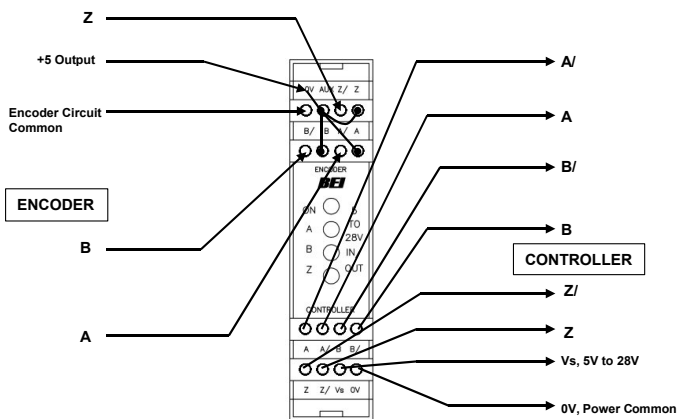 Z
+5 Output
Encoder Circuit
Common
ENCODER
B
A
0V AUX Z/ Z
B/ B A/ A
ENCODER
BEI
ON 5
A TO
28V
B IN
Z OUT
CONTROLLER
A A/ B B/
Z Z/ Vs 0V
A/
A
B/
B
CONTROLLER
Z/
Z
Vs, 5V to 28V
0V, Power Common